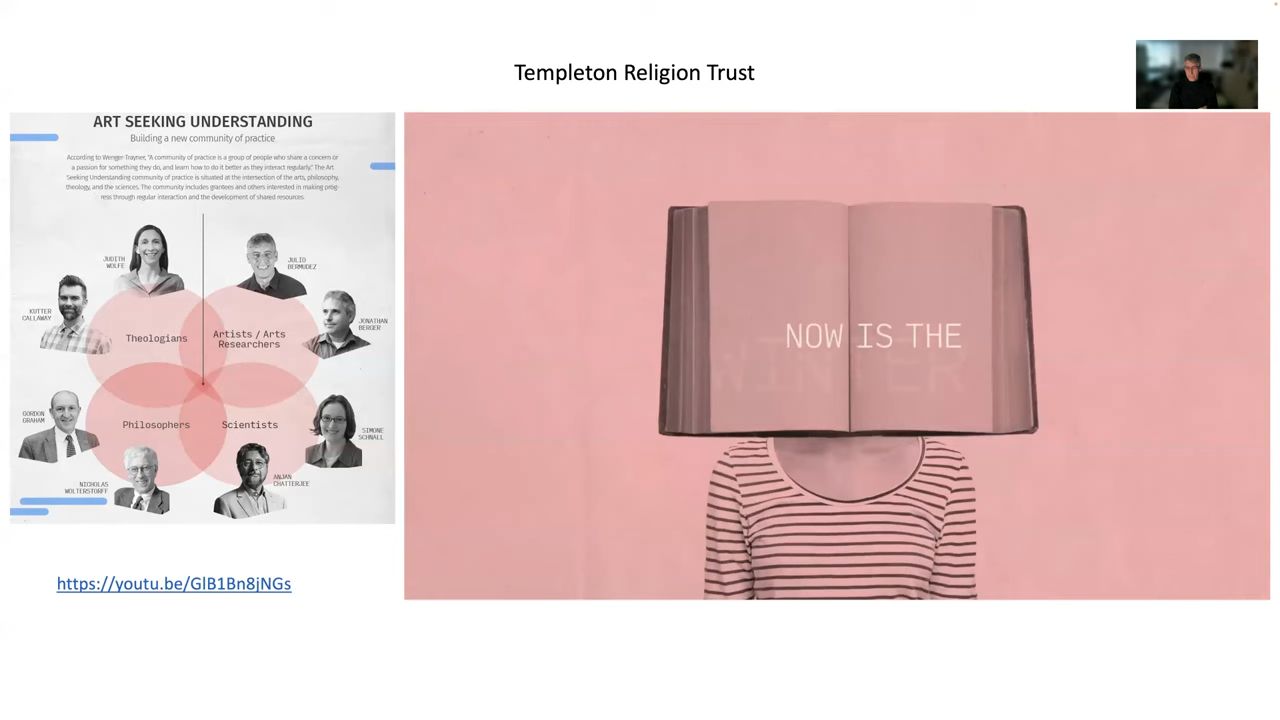 Templeton Religion Trust
ART SEEKING UNDERSTANDING
Building a new community of practice
According to Wenger-Trayner, "A community of practice is a group of people who share a concern or
a passion for something they do, and learn how to do it better as they interact regularly." The Art
Seeking Understanding community of practice is situated at the intersection of the arts, philosophy,
theology, and the sciences. The community includes grantees and others interested in making prog-
ress through regular interaction and the development of shared resources.
JUDITH
WOLFE
JULIO
BERMUDEZ
KUTTER
CALLAWAY
JONATHAN
BERGER
Theologians
Artists / Arts
Researchers
GORDON
GRAHAM
Philosophers
Scientists
SIMONE
SCHNALL
NICHOLAS
WOLTERSTORFF
ANJAN
CHATTERJEE
NOW IS THE
WINTER
https://youtu.be/GlB1Bn8jNGs